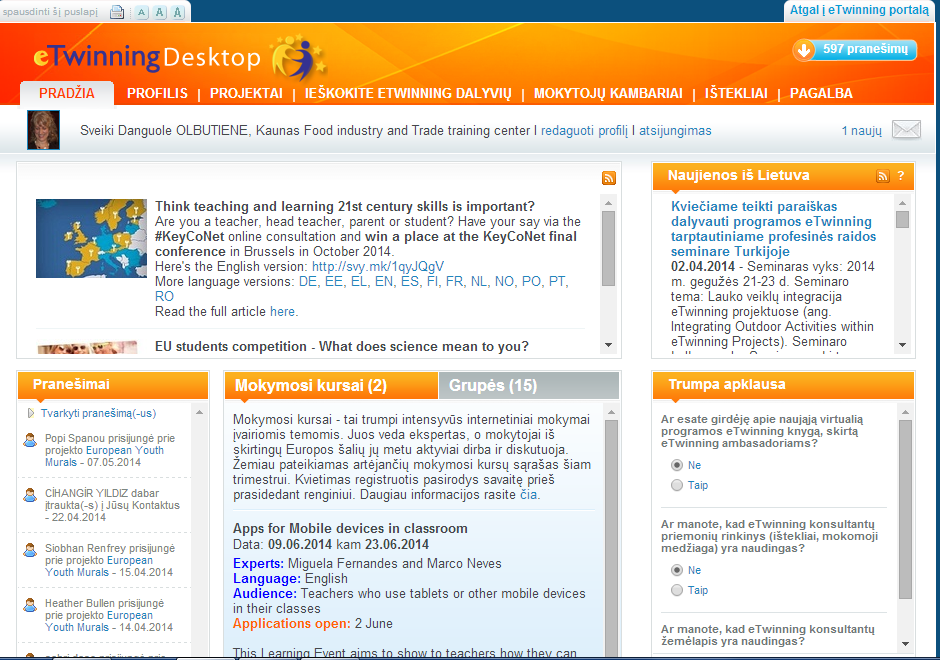 spausdinti šį puslapį A A A
Atgal į eTwinning portalą
eTwinning Desktop
597 pranešimų
PRADŽIA PROFILIS | PROJEKTAI | IEŠKOKITE ETWINNING DALYVIŲ | MOKYTOJŲ KAMBARIAI | IŠTEKLIAI | PAGALBA
Sveiki Danguole OLBUTIENE, Kaunas Food industry and Trade training center I redaguoti profilį I atsijungimas
1 naujų
Think teaching and learning 21st century skills is important?
Are you a teacher, head teacher, parent or student? Have your say via the
#KeyCoNet online consultation and win a place at the KeyCoNet final
conference in Brussels in October 2014.
Here's the English version: http://svy.mk/1qyJQgV
More language versions: DE, EE, EL, EN, ES, FI, FR, NL, NO, PO, PT,
RO
Read the full article here.
EU students competition - What does science mean to you?
Naujienos iš Lietuva ?
Kviečiame teikti paraiškas
dalyvauti programos eTwinning
tarptautiniame profesinės raidos
seminare Turkijoje
02.04.2014 - Seminaras vyks: 2014
m. gegužės 21-23 d. Seminaro
tema: Lauko veiklų integracija
eTwinning projektuose (ang.
Integrating Outdoor Activities within
eTwinning Projects). Seminaro
Pranešimai
Tvarkyti pranešimą(-us)
Popi Spanou prisijungė prie
projekto European Youth
Murals - 07.05.2014
CİHANGİR YILDIZ dabar
įtraukta(-s) į Jūsų Kontaktus
- 22.04.2014
Siobhan Renfrey prisijungė
prie projekto European
Youth Murals - 15.04.2014
Heather Bullen prisijungė
prie projekto European
Youth Murals - 14.04.2014
Mokymosi kursai (2)
Grupės (15)
Mokymosi kursai - tai trumpi intensyvūs internetiniai mokymai
įvairiomis temomis. Juos veda ekspertas, o mokytojai iš
skirtingų Europos šalių jų metu aktyviai dirba ir diskutuoja.
Žemiau pateikiamas artėjančių mokymosi kursų sąrašas šiam
trimestrui. Kvietimas registruotis pasirodys savaitę prieš
prasidedant renginiui. Daugiau informacijos rasite čia.
Apps for Mobile devices in classroom
Data: 09.06.2014 kam 23.06.2014
Experts: Miguela Fernandes and Marco Neves
Language: English
Audience: Teachers who use tablets or other mobile devices
in their classes
Applications open: 2 June
This Learning Event aims to show to teachers how they can
Trumpa apklausa
Ar esate girdėję apie naująją virtualią
programos eTwinning knygą, skirtą
eTwinning ambasadoriams?
Ne
Taip
Ar manote, kad eTwinning konsultantų
priemonių rinkinys (ištekliai, mokomoji
medžiaga) yra naudingas?
Ne
Taip
Ar manote, kad eTwinning konsultantų
žemėlapis yra naudingas?